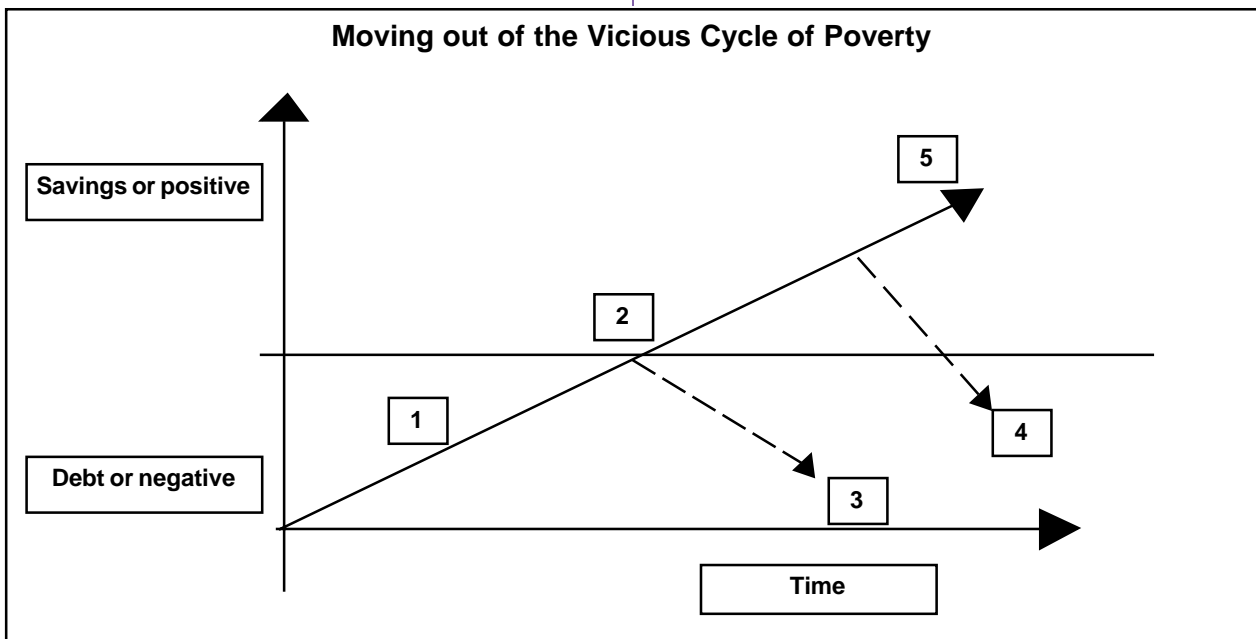 Moving out of the Vicious Cycle of Poverty
5
Savings or positive
2
1
4
Debt or negative
3
Time